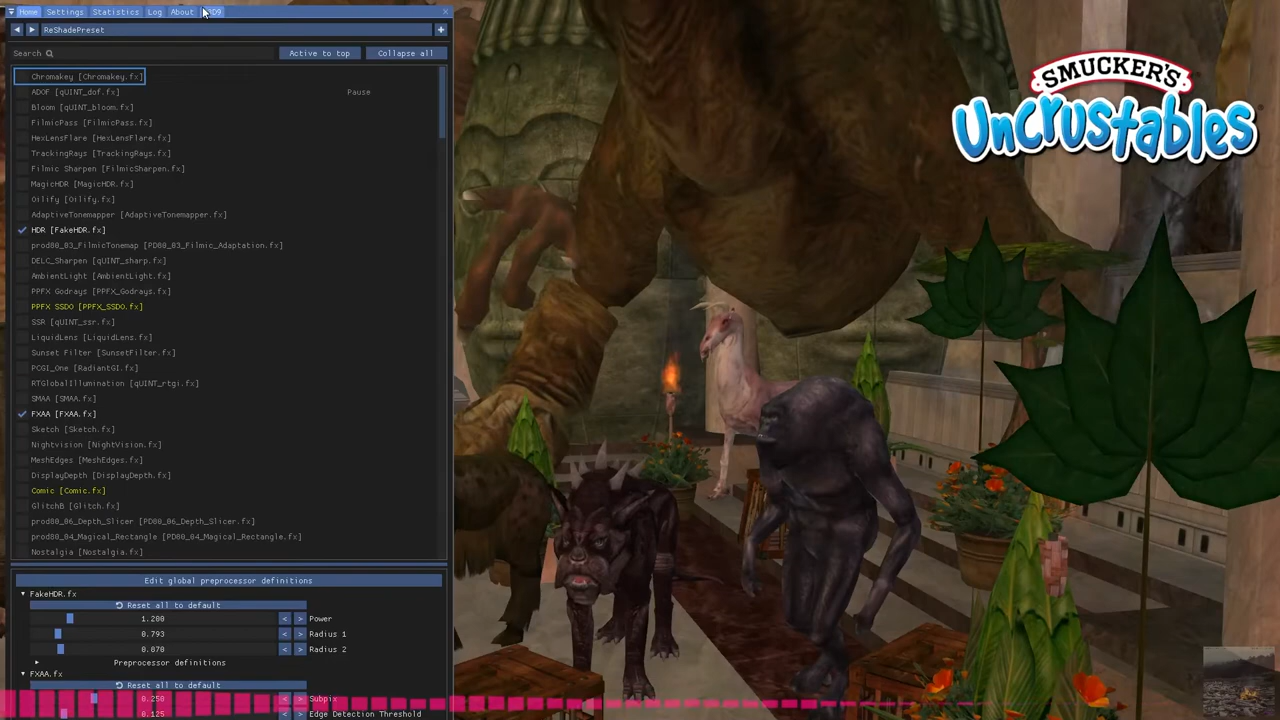 Home Settings Statistics Log About
ReShadePreset
Search Active to top Collapse all
Chromakey [Chromakey.fx]
ADOF [qUINT_dof.fx] Pause
Bloom [qUINT_bloom.fx]
FilmicPass [FilmicPass.fx]
HexLensFlare [HexLensFlare.fx]
TrackingRays [TrackingRays.fx]
Filmic Sharpen [FilmicSharpen.fx]
MagicHDR [MagicHDR.fx]
Oilify [Oilify.fx]
AdaptiveTonemapper [AdaptiveTonemapper.fx]
HDR [FakeHDR.fx]
prod80_03_FilmicTonemap [PD80_03_Filmic_Adaptation.fx]
DELC_Sharpen [qUINT_sharp.fx]
AmbientLight [AmbientLight.fx]
PPFX Godrays [PPFX_Godrays.fx]
PPFX SSDO [PPFX_SSDO.fx]
SSR [qUINT_ssr.fx]
LiquidLens [LiquidLens.fx]
Sunset Filter [SunsetFilter.fx]
PCGI_One [RadiantGI.fx]
RTGlobalIllumination [qUINT_rtgi.fx]
SMAA [SMAA.fx]
FXAA [FXAA.fx]
Sketch [Sketch.fx]
Nightvision [NightVision.fx]
MeshEdges [MeshEdges.fx]
DisplayDepth [DisplayDepth.fx]
Comic [Comic.fx]
GlitchB [Glitch.fx]
prod80_06_Depth_Slicer [PD80_06_Depth_Slicer.fx]
prod80_04_Magical_Rectangle [PD80_04_Magical_Rectangle.fx]
Nostalgia [Nostalgia.fx]
Edit global preprocessor definitions
FakeHDR.fx
Reset all to default
1.200 < > Power
0.793 < > Radius 1
0.870 < > Radius 2
Preprocessor definitions
FXAA.fx
Reset all to default
0.250 < > Subpix
0.125 < > Edge Detection Threshold
SMUCKER'S
UNCRUSTABLES